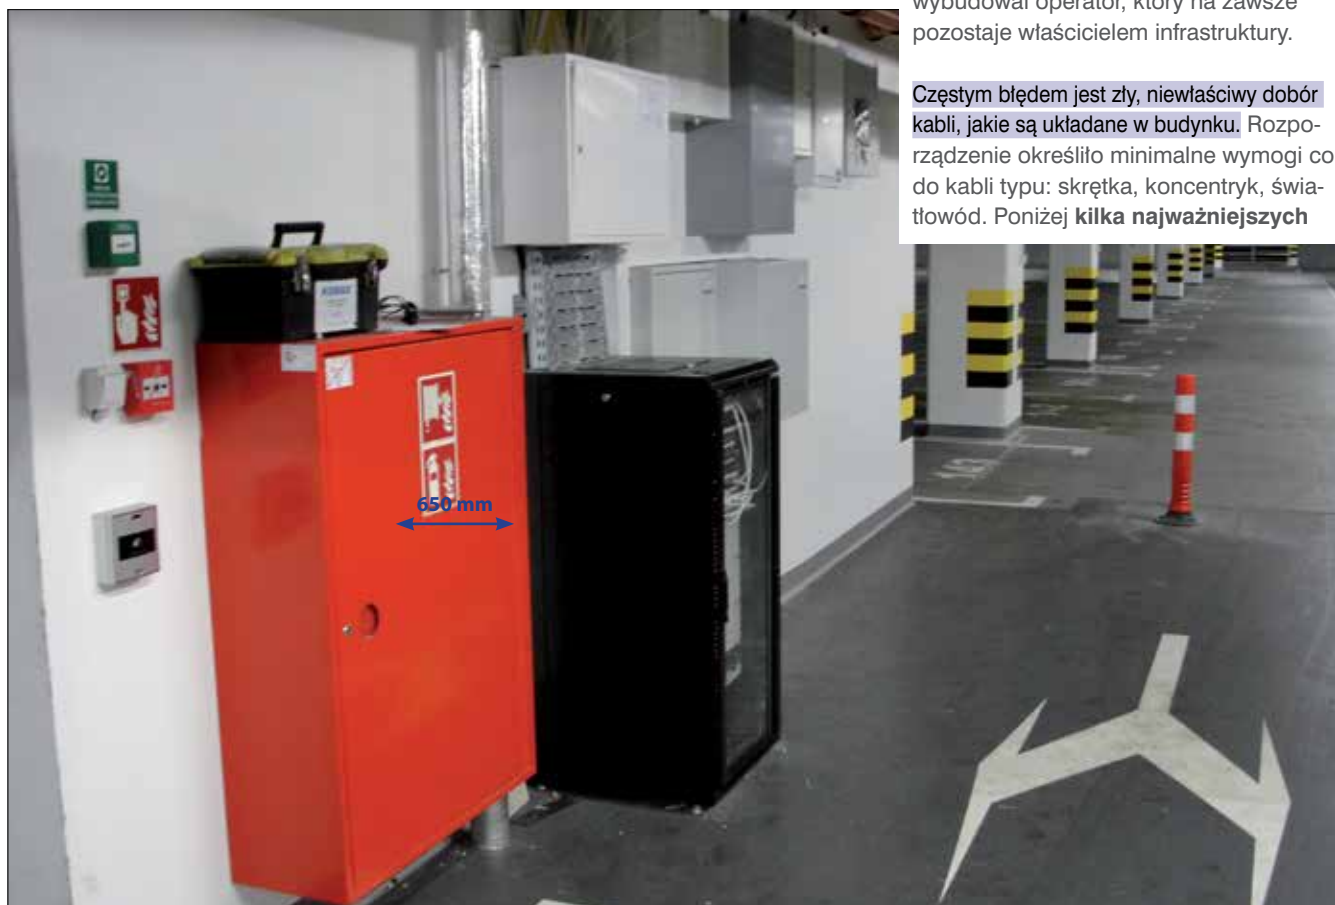 wybudował operator, który na zawsze
pozostaje właścicielem infrastruktury.
Częstym błędem jest zły, niewłaściwy dobór
kabli, jakie są układane w budynku. Rozpo-
rządzenie określiło minimalne wymogi co
do kabli typu: skrętka, koncentryk, świa-
tłowód. Poniżej kilka najważniejszych
650 mm